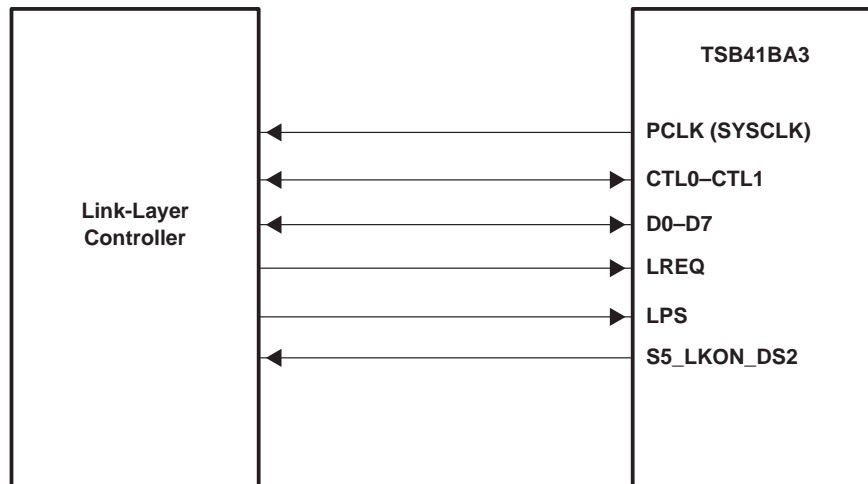 TSB41BA3
PCLK (SYSCLK)
CTL0–CTL1
Link-Layer
Controller
D0–D7
LREQ
LPS
S5_LKON_DS2